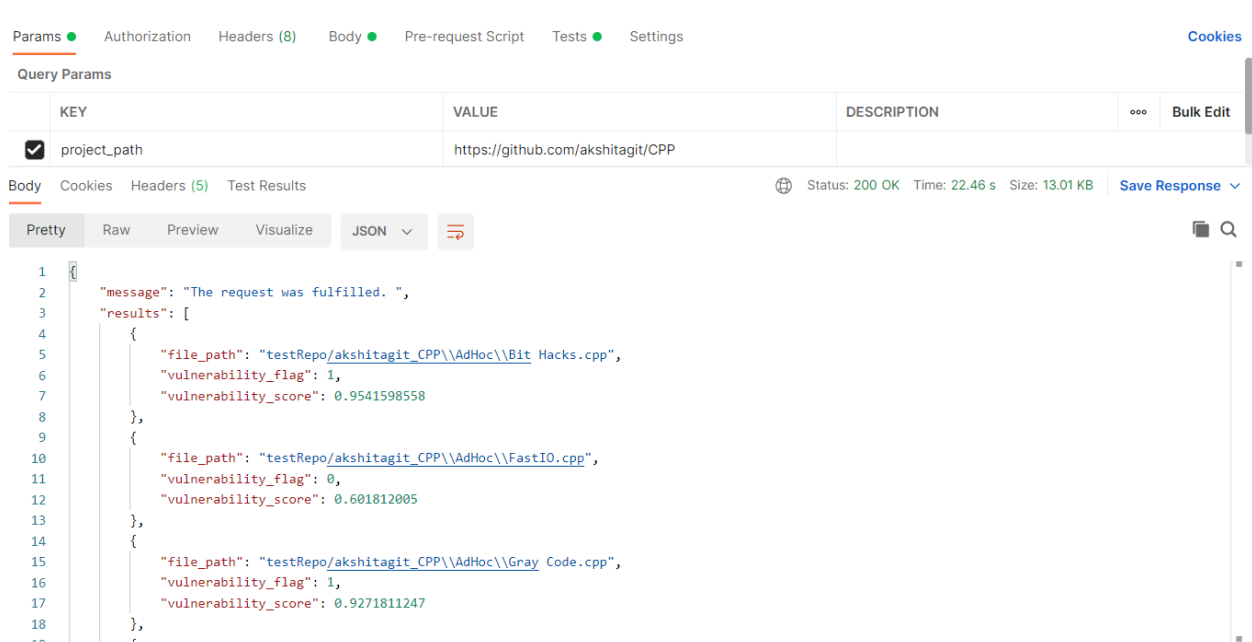 Params Authorization Headers (8) Body Pre-request Script Tests Settings Cookies
Query Params
KEY VALUE DESCRIPTION ooo Bulk Edit
project_path https://github.com/akshitagit/CPP
Body Cookies Headers (5) Test Results Status: 200 OK Time: 22.46 s Size: 13.01 KB Save Response
Pretty Raw Preview Visualize JSON
1 {
2 "message": "The request was fulfilled. ",
3 "results": [
4 {
5 "file_path": "testRepo/akshitagit_CPP\\AdHoc\\Bit Hacks.cpp",
6 "vulnerability_flag": 1,
7 "vulnerability_score": 0.9541598558
8 },
9 {
10 "file_path": "testRepo/akshitagit_CPP\\AdHoc\\FastIO.cpp",
11 "vulnerability_flag": 0,
12 "vulnerability_score": 0.601812005
13 },
14 {
15 "file_path": "testRepo/akshitagit_CPP\\AdHoc\\Gray Code.cpp",
16 "vulnerability_flag": 1,
17 "vulnerability_score": 0.9271811247
18 },